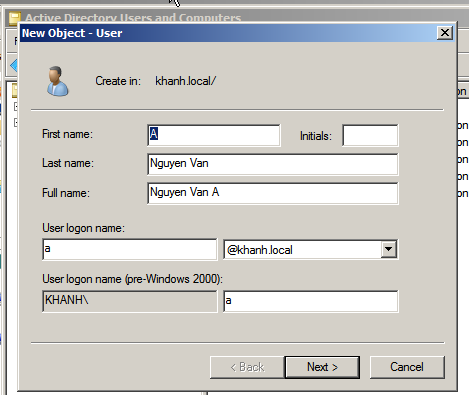 Active Directory Users and Computers
New Object - User
Create in: khanh.local/
First name: A Initials:
Last name: Nguyen Van
Full name: Nguyen Van A
User logon name:
a @khanh.local
User logon name (pre-Windows 2000):
KHANH\ a
< Back Next > Cancel